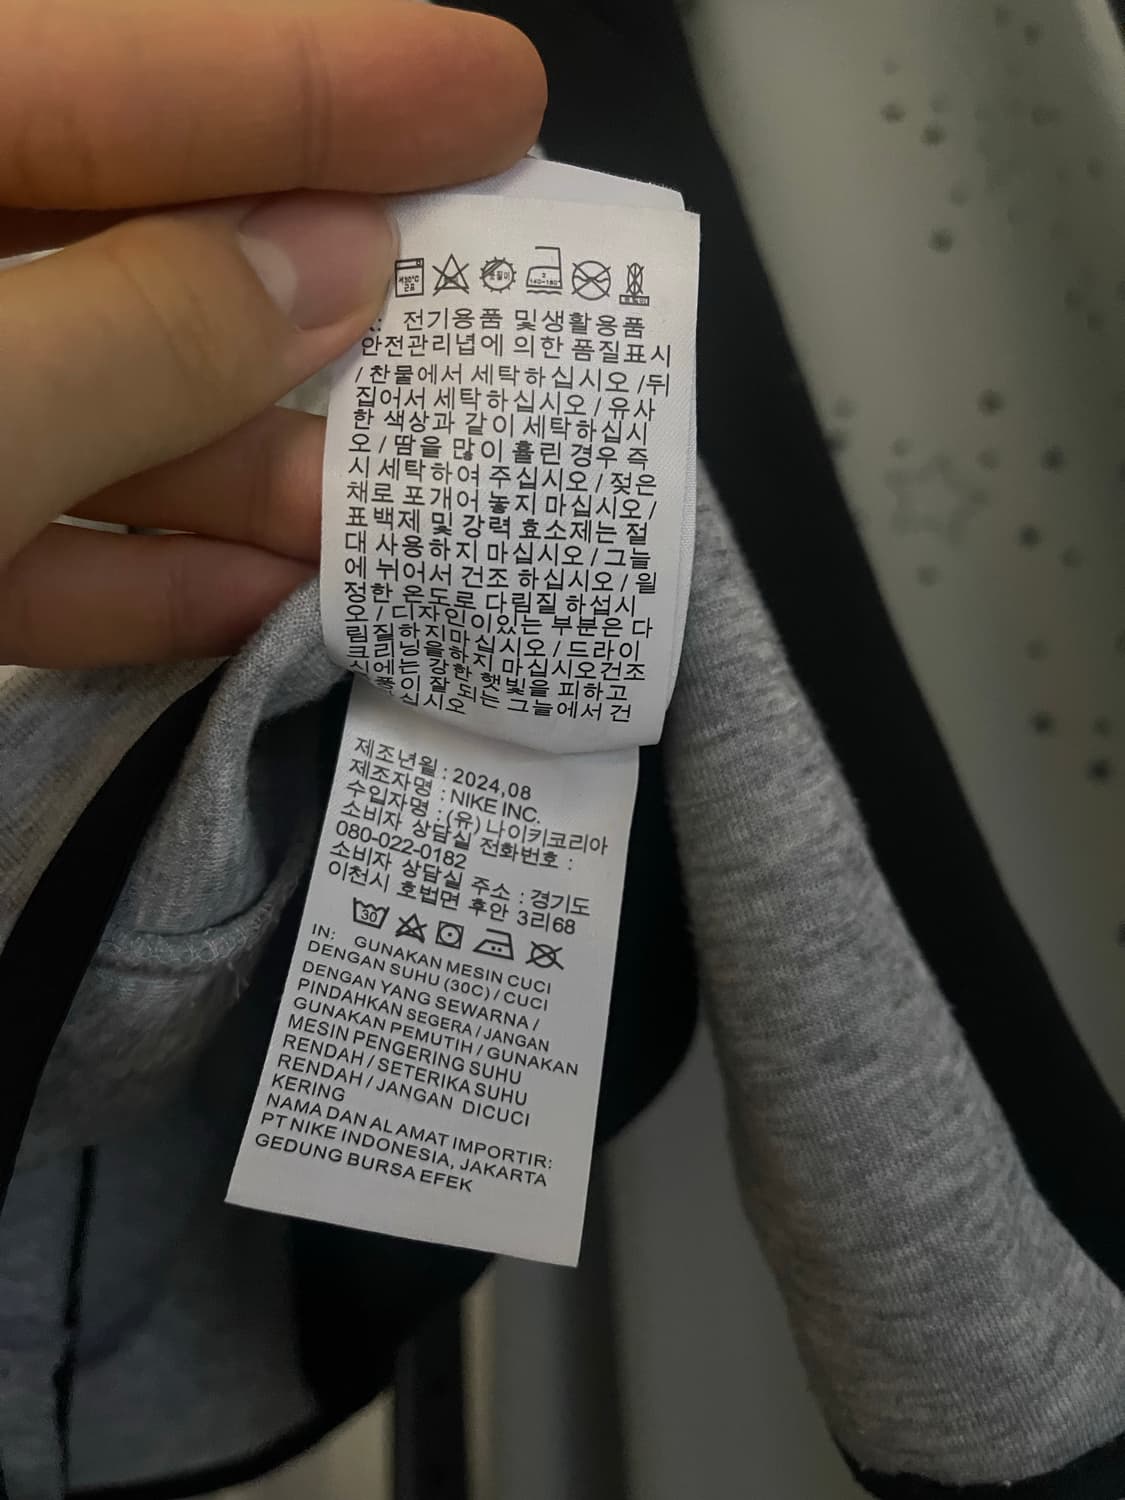 전기용품 및생활용품
안전관리녑에 의한 폼질표시
/ 찬물에서 세탁하십시오 /뒤
집어서 세탁하십시오 / 유사
한 색상과 같이 세탁하십시
오 / 땀을 많이 흘린 경우 즉
시 세탁하여 주십시오 / 젖은
채로 포개어 놓지 마십시오 /
표백제 및 강력 효소제는 절
대 사용하지 마십시오 / 그늘
에 뉘어서 건조 하십시오 / 윌
정한 온도로 다림질 하섭시
오 / 디자인이있는 부분은 다
림질하지마십시오 / 드라이
크리닝을하지 마십시오건조
시에는 강한 햇빛을 피하고
통풍이 잘 되는 그늘에서 건
십시오
제조년월 : 2024,08
제조자명 : NIKE INC.
수입자명 : (유) 나이키코리아
소비자 상담실 전화번호 :
080-022-0182
소비자 상담실 주소 : 경기도
이천시 호법면 후안 3리68
30
IN: GUNAKAN MESIN CUCI
DENGAN SUHU (30C) / CUCI
DENGAN YANG SEWARNA /
PINDAHKAN SEGERA / JANGAN
GUNAKAN PEMUTIH / GUNAKAN
MESIN PENGERING SUHU
RENDAH / SETERIKA SUHU
RENDAH / JANGAN DICUCI
KERING
NAMA DAN ALAMAT IMPORTIR:
PT NIKE INDONESIA, JAKARTA
GEDUNG BURSA EFEK